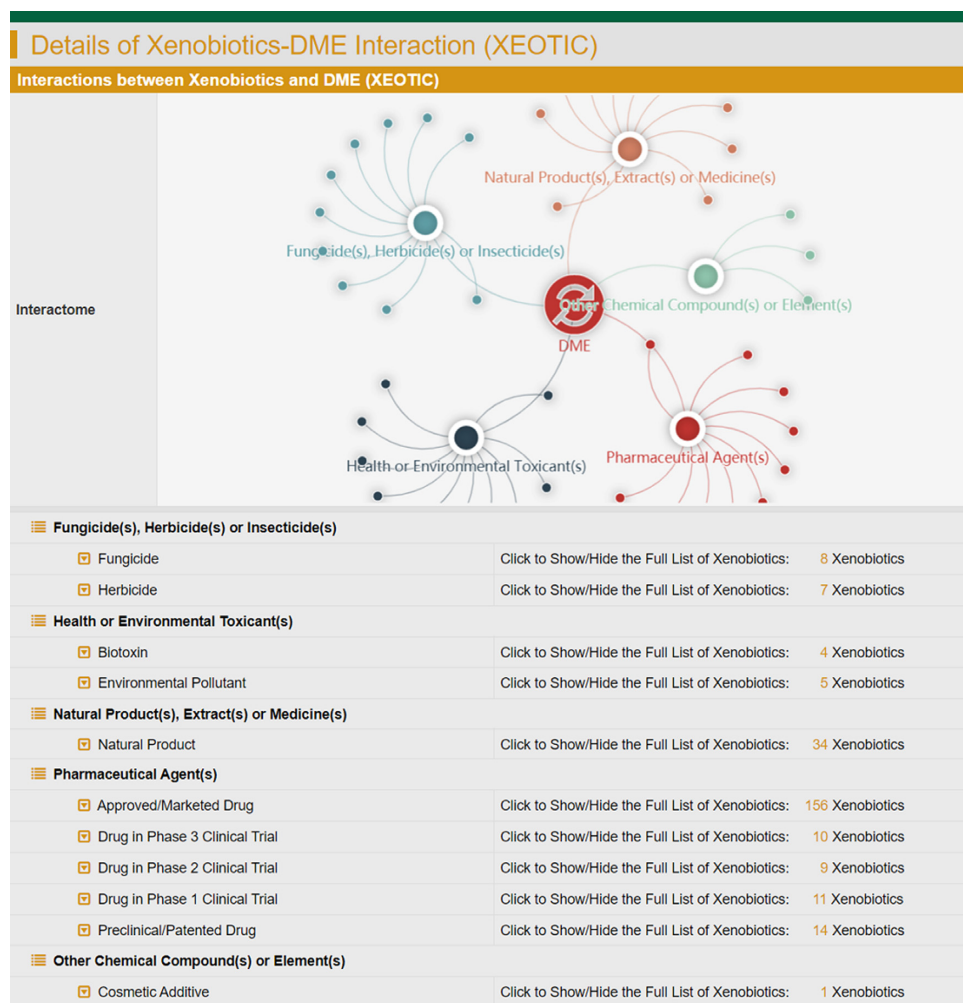 Details of Xenobiotics-DME Interaction (XEOTIC)
Interactions between Xenobiotics and DME (XEOTIC)
Interactome
Natural Product(s), Extract(s) or Medicine(s)
Fungicide(s), Herbicide(s) or Insecticide(s)
Other Chemical Compound(s) or Element(s)
DME
Pharmaceutical Agent(s)
Health or Environmental Toxicant(s)
Fungicide(s), Herbicide(s) or Insecticide(s)
Fungicide Click to Show/Hide the Full List of Xenobiotics: 8 Xenobiotics
Herbicide Click to Show/Hide the Full List of Xenobiotics: 7 Xenobiotics
Health or Environmental Toxicant(s)
Biotoxin Click to Show/Hide the Full List of Xenobiotics: 4 Xenobiotics
Environmental Pollutant Click to Show/Hide the Full List of Xenobiotics: 5 Xenobiotics
Natural Product(s), Extract(s) or Medicine(s)
Natural Product Click to Show/Hide the Full List of Xenobiotics: 34 Xenobiotics
Pharmaceutical Agent(s)
Approved/Marketed Drug Click to Show/Hide the Full List of Xenobiotics: 156 Xenobiotics
Drug in Phase 3 Clinical Trial Click to Show/Hide the Full List of Xenobiotics: 10 Xenobiotics
Drug in Phase 2 Clinical Trial Click to Show/Hide the Full List of Xenobiotics: 9 Xenobiotics
Drug in Phase 1 Clinical Trial Click to Show/Hide the Full List of Xenobiotics: 11 Xenobiotics
Preclinical/Patented Drug Click to Show/Hide the Full List of Xenobiotics: 14 Xenobiotics
Other Chemical Compound(s) or Element(s)
Cosmetic Additive Click to Show/Hide the Full List of Xenobiotics: 1 Xenobiotics